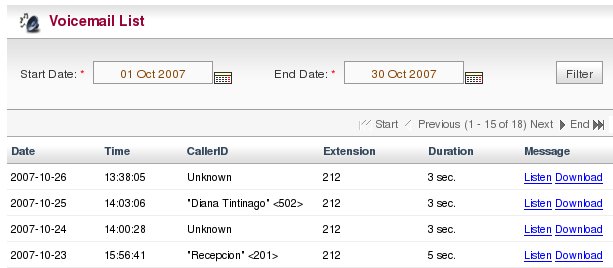 Voicemail List
Start Date: * 01 Oct 2007 End Date: * 30 Oct 2007 Filter
Start Previous (1 - 15 of 18) Next End
Date Time CallerID Extension Duration Message
2007-10-26 13:38:05 Unknown 212 3 sec. Listen Download
2007-10-25 14:03:06 "Diana Tintinago" <502> 212 3 sec. Listen Download
2007-10-24 14:00:28 Unknown 212 3 sec. Listen Download
2007-10-23 15:56:41 "Recepcion" <201> 212 5 sec. Listen Download